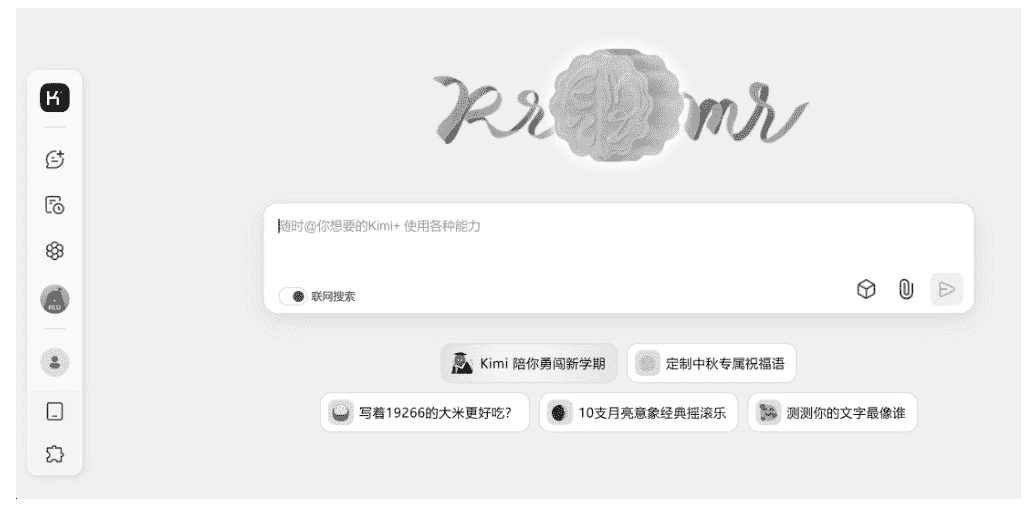 随时@你想要的Kimi+ 使用各种能力
联网搜索
Kimi 陪你勇闯新学期
定制中秋专属祝福语
写着19266的大米更好吃?
10支月亮意象经典摇滚乐
测测你的文字最像谁